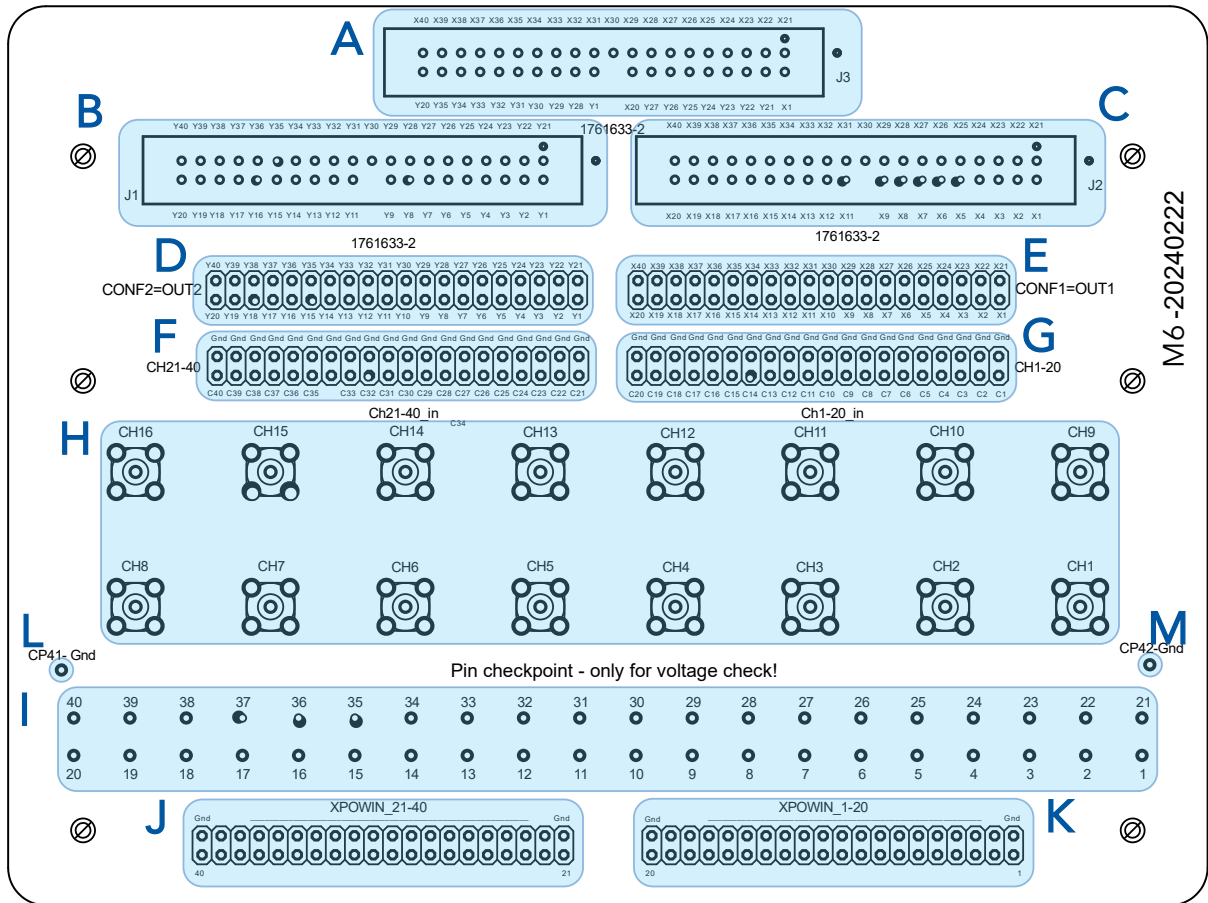 X40 X39 X38 X37 X36 X35 X34 X33 X32 X31 X30 X29 X28 X27 X26 X25 X24 X23 X22 X21
A
J3
Y20 Y35 Y34 Y33 Y32 Y31 Y30 Y29 Y28 Y1 X20 Y27 Y26 Y25 Y24 Y23 Y22 Y21 X1
B
C
1761633-2
Y40 Y39 Y38 Y37 Y36 Y35 Y34 Y33 Y32 Y31 Y30 Y29 Y28 Y27 Y26 Y25 Y24 Y23 Y22 Y21
X40 X39 X38 X37 X36 X35 X34 X33 X32 X31 X30 X29 X28 X27 X26 X25 X24 X23 X22 X21
J1
J2
Y20 Y19 Y18 Y17 Y16 Y15 Y14 Y13 Y12 Y11 Y9 Y8 Y7 Y6 Y5 Y4 Y3 Y2 Y1
X20 X19 X18 X17 X16 X15 X14 X13 X12 X11 X9 X8 X7 X6 X5 X4 X3 X2 X1
1761633-2
1761633-2
M6 -20240222
D
E
Y40 Y39 Y38 Y37 Y36 Y35 Y34 Y33 Y32 Y31 Y30 Y29 Y28 Y27 Y26 Y25 Y24 Y23 Y22 Y21
X40 X39 X38 X37 X36 X35 X34 X33 X32 X31 X30 X29 X28 X27 X26 X25 X24 X23 X22 X21
CONF2=OUT2
CONF1=OUT1
Y20 Y19 Y18 Y17 Y16 Y15 Y14 Y13 Y12 Y11 Y10 Y9 Y8 Y7 Y6 Y5 Y4 Y3 Y2 Y1
X20 X19 X18 X17 X16 X15 X14 X13 X12 X11 X10 X9 X8 X7 X6 X5 X4 X3 X2 X1
F
G
Gnd Gnd Gnd Gnd Gnd Gnd Gnd Gnd Gnd Gnd Gnd Gnd Gnd Gnd Gnd Gnd Gnd Gnd Gnd Gnd
Gnd Gnd Gnd Gnd Gnd Gnd Gnd Gnd Gnd Gnd Gnd Gnd Gnd Gnd Gnd Gnd Gnd Gnd Gnd Gnd
CH21-40
CH1-20
C40 C39 C38 C37 C36 C35 C33 C32 C31 C30 C29 C28 C27 C26 C25 C24 C23 C22 C21
C20 C19 C18 C17 C16 C15 C14 C13 C12 C11 C10 C9 C8 C7 C6 C5 C4 C3 C2 C1
Ch21-40_in
C34
Ch1-20_in
H
CH16 CH15 CH14 CH13 CH12 CH11 CH10 CH9
CH8 CH7 CH6 CH5 CH4 CH3 CH2 CH1
L
M
CP41- Gnd
CP42-Gnd
Pin checkpoint - only for voltage check!
I
40 39 38 37 36 35 34 33 32 31 30 29 28 27 26 25 24 23 22 21
20 19 18 17 16 15 14 13 12 11 10 9 8 7 6 5 4 3 2 1
J
K
XPOWIN_21-40
XPOWIN_1-20
Gnd Gnd
Gnd Gnd
40 21
20 1